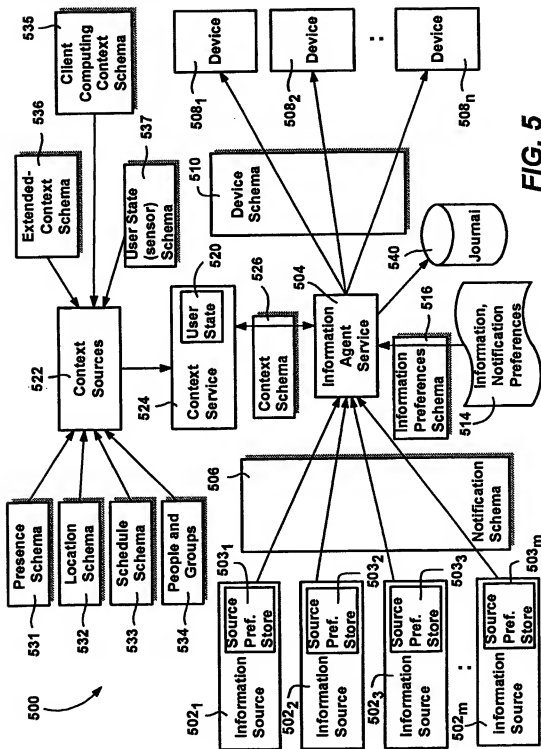 500
Presence
Schema
531
Location
Schema
532
Schedule
Schema
533
People and
Groups
534
522
Context
Sources
536
Extended-
Context
Schema
535
Client
Computing
Context
Schema
537
User State
(sensor)
Schema
524
Context
Service
520
User
State
526
Context Schema
504
Information
Agent
Service
516
Information
Preferences
Schema
514
Information,
Notification
Preferences
540
Journal
510
Device
Schema
508₁
Device
508₂
Device
:
508n
Device
506
Notification
Schema
502₁
Information
Source
Source
Pref.
Store
503₁
502₂
Information
Source
Source
Pref.
Store
503₂
502₃
Information
Source
Source
Pref.
Store
503₃
:
502m
Information
Source
Source
Pref.
Store
503m
FIG. 5